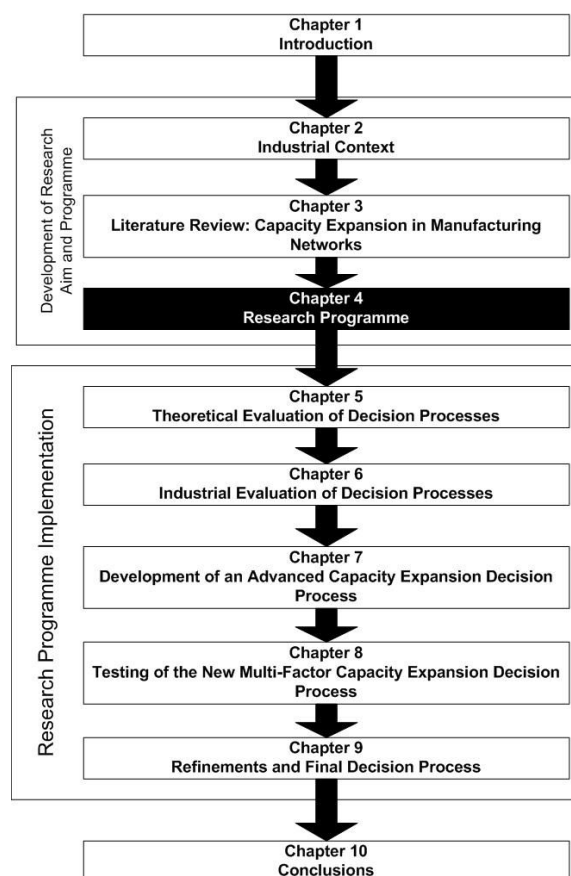 Chapter 1
Introduction
Development of Research
Aim and Programme
Chapter 2
Industrial Context
Chapter 3
Literature Review: Capacity Expansion in Manufacturing
Networks
Chapter 4
Research Programme
Research Programme Implementation
Chapter 5
Theoretical Evaluation of Decision Processes
Chapter 6
Industrial Evaluation of Decision Processes
Chapter 7
Development of an Advanced Capacity Expansion Decision
Process
Chapter 8
Testing of the New Multi-Factor Capacity Expansion Decision
Process
Chapter 9
Refinements and Final Decision Process
Chapter 10
Conclusions